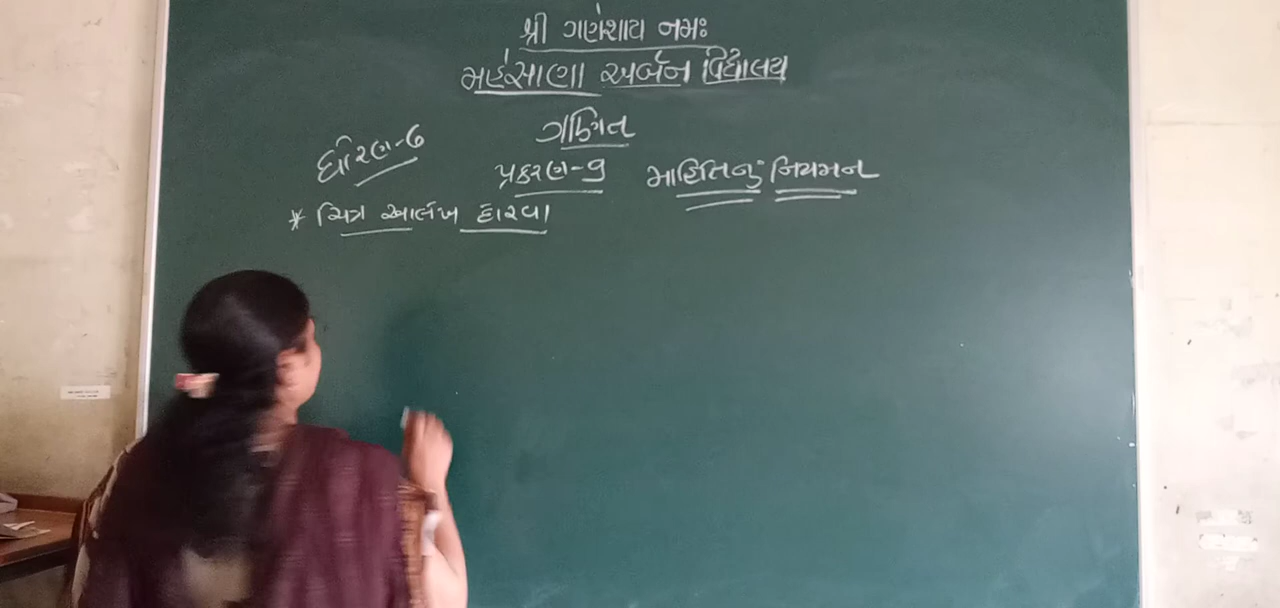 શ્રી ગણેશાય નમઃ
મહેસાણા અર્બન વિદ્યાલય
ગણિત
ધોરણ-6
પ્રકરણ-9 માહિતિનું નિયમન
* ચિત્ર આલેખ દોરવા